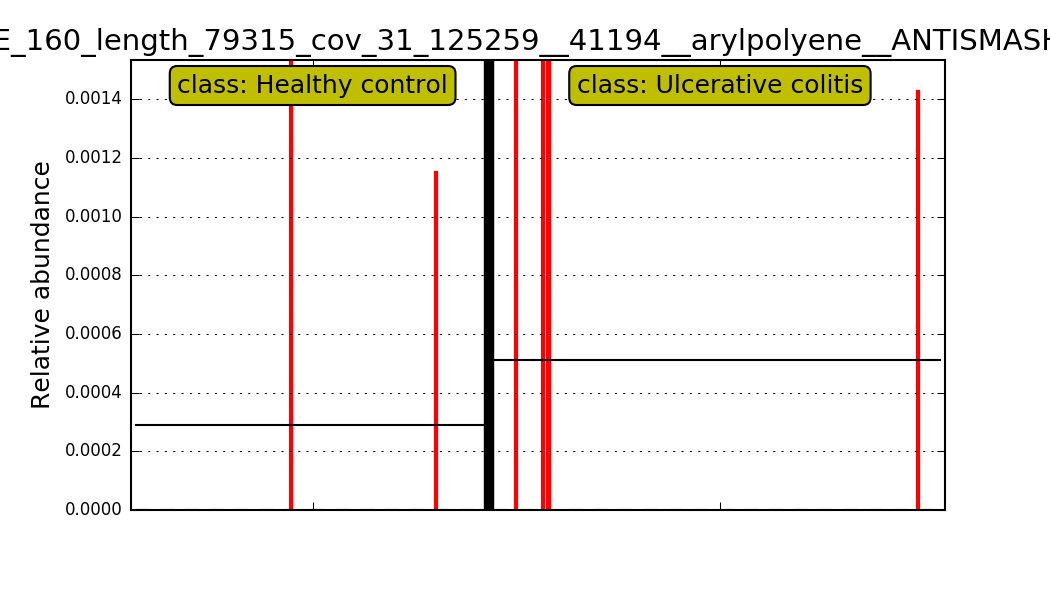 E_160_length_79315_cov_31_125259__41194__arylpolyene__ANTISMASH
class: Healthy control
class: Ulcerative colitis
Relative abundance
0.0014
0.0012
0.0010
0.0008
0.0006
0.0004
0.0002
0.0000